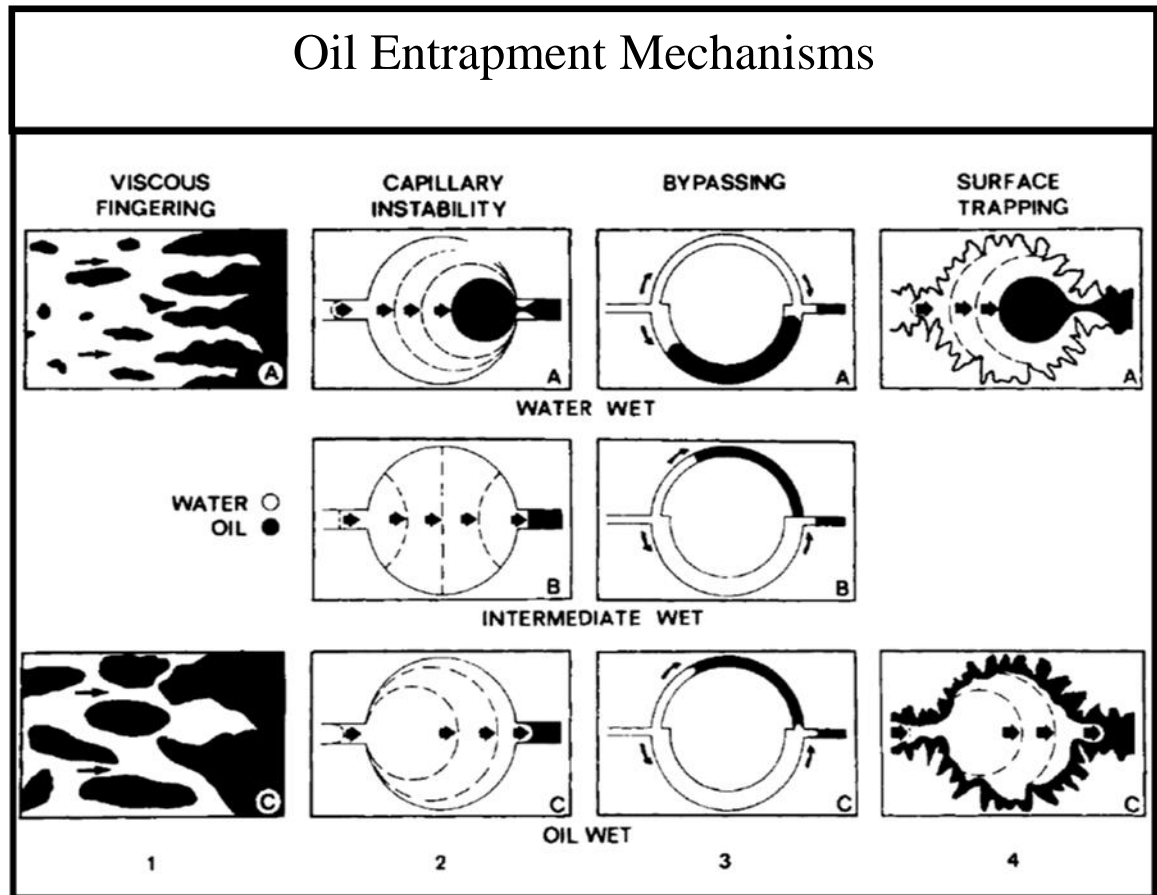 Oil Entrapment Mechanisms
VISCOUS
FINGERING
CAPILLARY
INSTABILITY
BYPASSING
SURFACE
TRAPPING
A
A
A
A
WATER WET
WATER
OIL
B
B
INTERMEDIATE WET
C
C
C
C
OIL WET
1
2
3
4